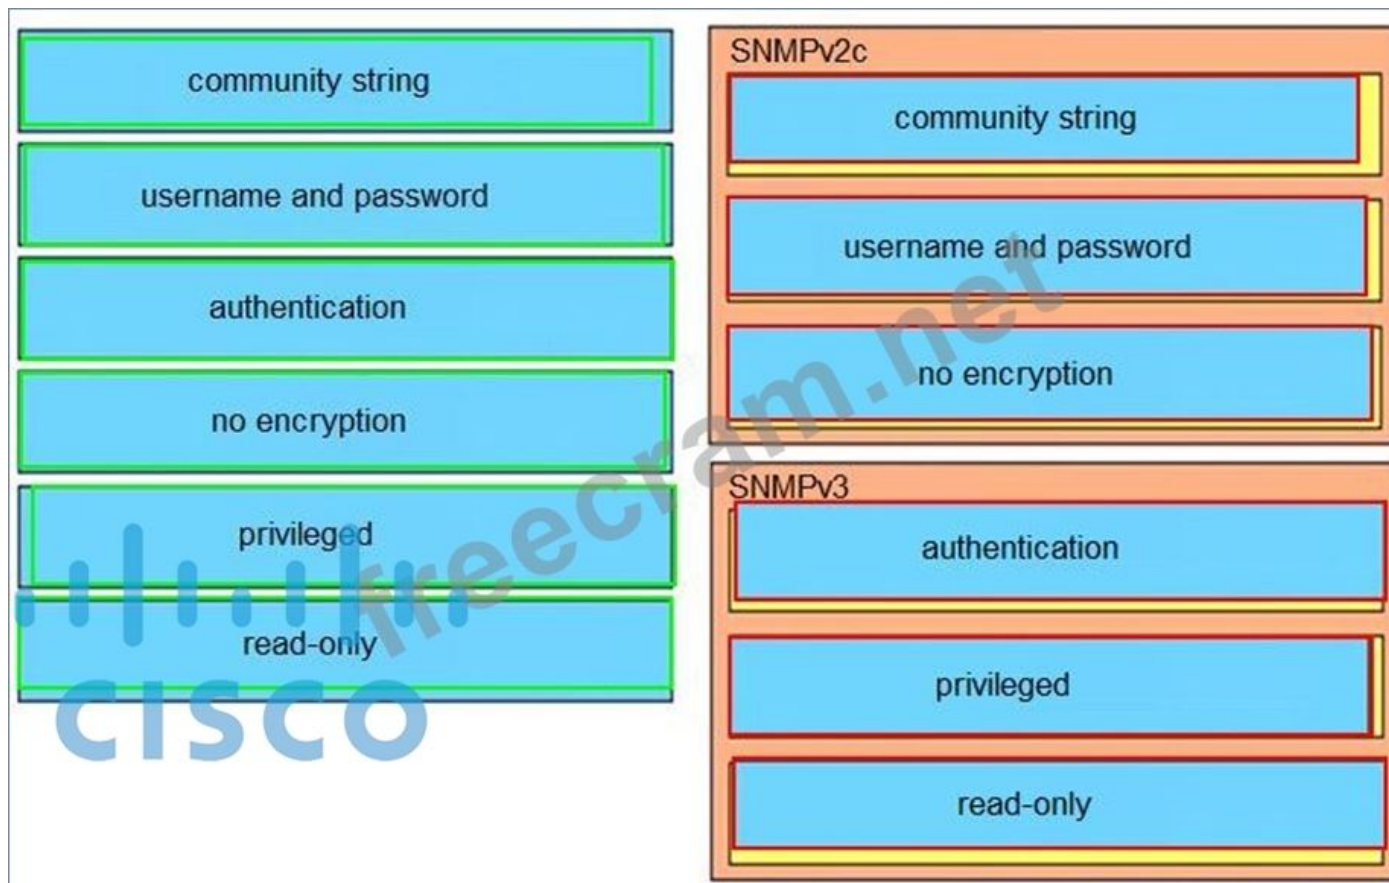 community string
username and password
authentication
no encryption
privileged
read-only
CISCO
SNMPv2c
community string
username and password
no encryption
SNMPv3
authentication
privileged
read-only
freecram.net